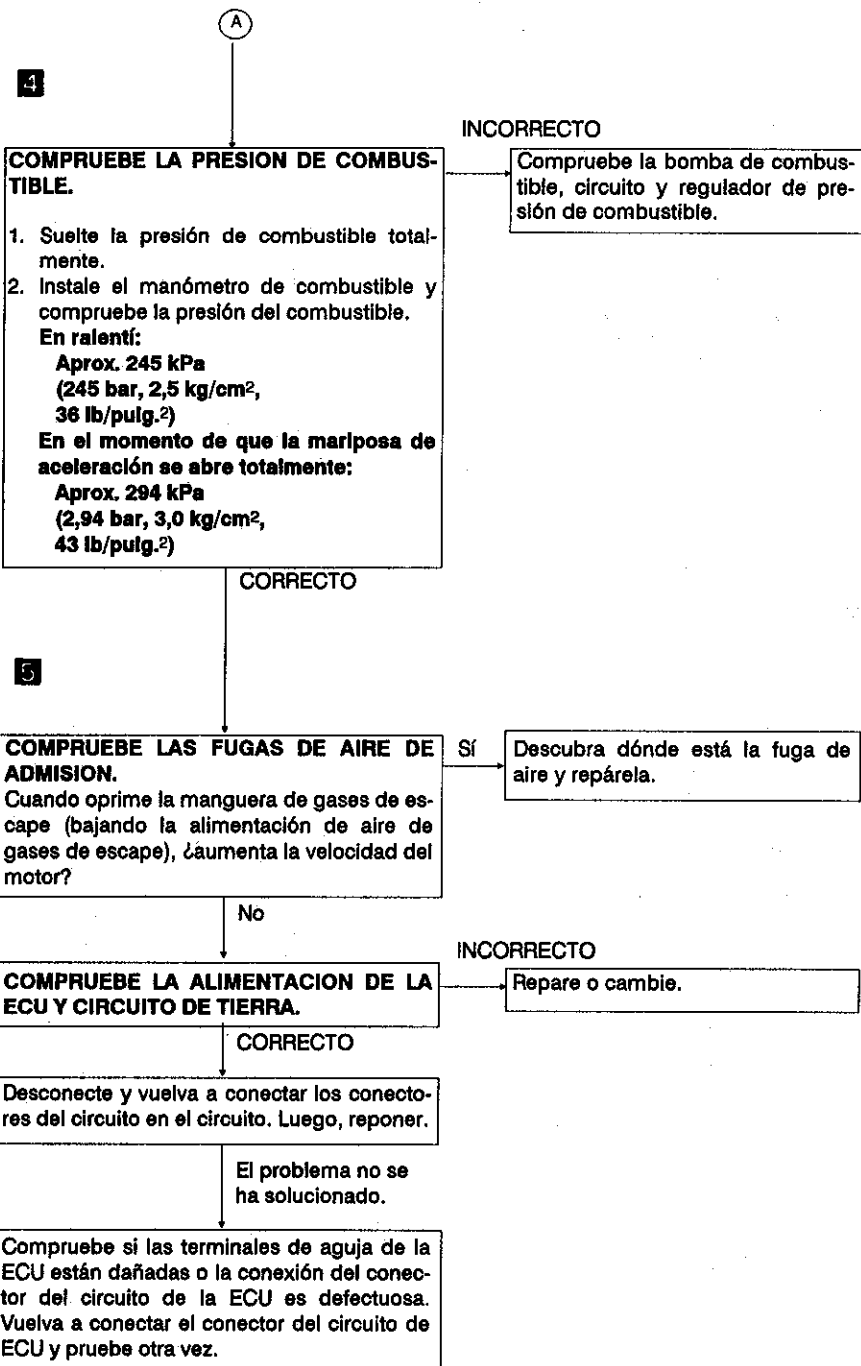 A
4
INCORRECTO
COMPRUEBE LA PRESION DE COMBUS-
TIBLE.
1. Suelte la presión de combustible total-
mente.
2. Instale el manómetro de combustible y
compruebe la presión del combustible.
En ralentí:
Aprox. 245 kPa
(245 bar, 2,5 kg/cm²,
36 lb/pulg.²)
En el momento de que la mariposa de
aceleración se abre totalmente:
Aprox. 294 kPa
(2,94 bar, 3,0 kg/cm²,
43 lb/pulg.²)
Compruebe la bomba de combus-
tible, circuito y regulador de pre-
sión de combustible.
CORRECTO
5
COMPRUEBE LAS FUGAS DE AIRE DE
ADMISION.
Cuando oprime la manguera de gases de es-
cape (bajando la alimentación de aire de
gases de escape), ¿aumenta la velocidad del
motor?
Sí
Descubra dónde está la fuga de
aire y repárela.
No
INCORRECTO
COMPRUEBE LA ALIMENTACION DE LA
ECU Y CIRCUITO DE TIERRA.
Repare o cambie.
CORRECTO
Desconecte y vuelva a conectar los conecto-
res del circuito en el circuito. Luego, reponer.
El problema no se
ha solucionado.
Compruebe si las terminales de aguja de la
ECU están dañadas o la conexión del conec-
tor del circuito de la ECU es defectuosa.
Vuelva a conectar el conector del circuito de
ECU y pruebe otra vez.